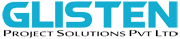 GLISTEN
PROJECT SOLUTIONS PVT LTD